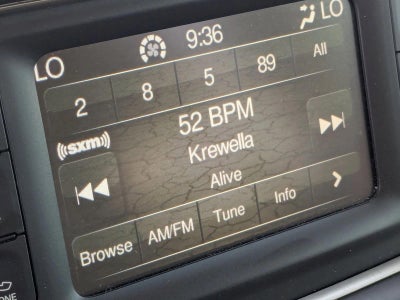 LO 9:36 LO
2 8 5 89 All
52 BPM
((sxm))
Krewella
Alive
Browse AM/FM Tune Info >